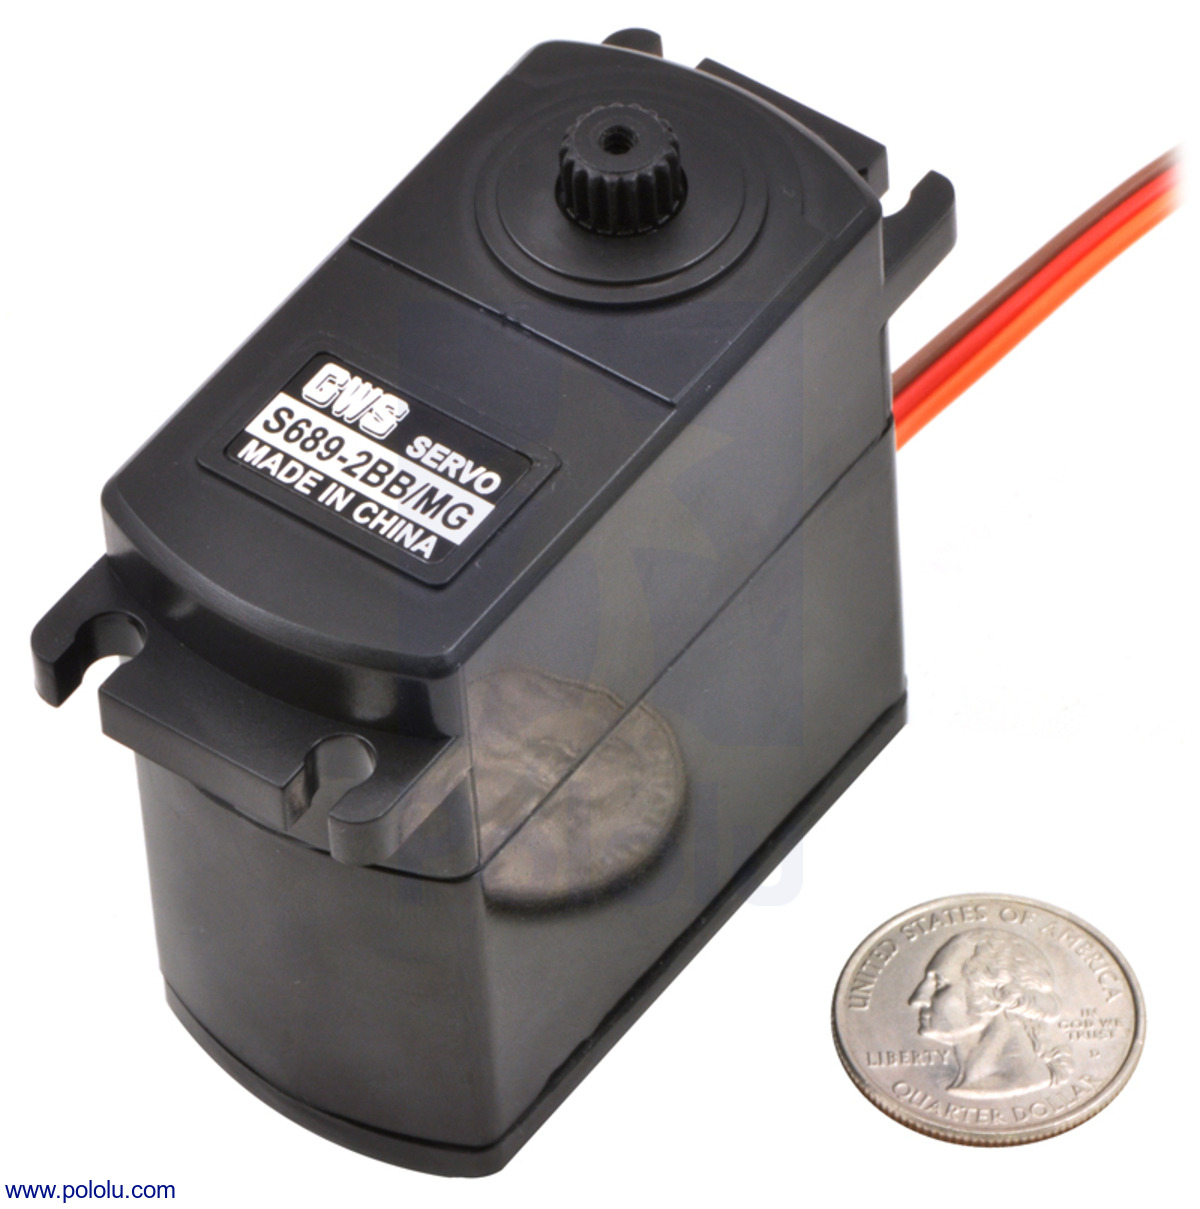 GWS SERVO
S689-2BB/MG
MADE IN CHINA
UNITED STATES OF AMERICA
IN
GOD WE
TRUST
LIBERTY
D
QUARTER DOLLAR
Pololu
www.pololu.com